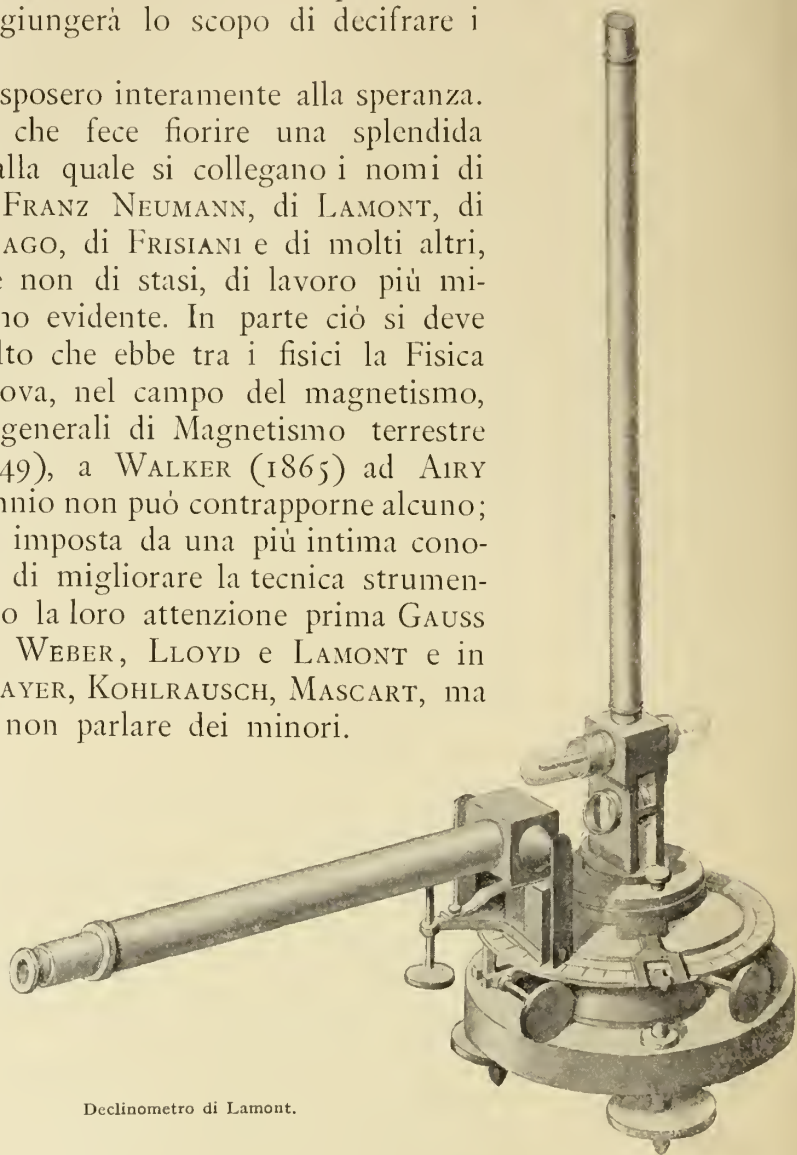 giungerà lo scopo di decifrare i
sposero interamente alla speranza.
che fece fiorire una splendida
alla quale si collegano i nomi di
FRANZ NEUMANN, di LAMONT, di
AGO, di FRISIANI e di molti altri,
e non di stasi, di lavoro più mi-
no evidente. In parte ciò si deve
lto che ebbe tra i fisici la Fisica
ova, nel campo del magnetismo,
generali di Magnetismo terrestre
49), a WALKER (1865) ad AIRY
nnio non può contrapporne alcuno;
imposta da una più intima cono-
di migliorare la tecnica strumen-
o la loro attenzione prima GAUSS
WEBER, LLOYD e LAMONT e in
AYER, KOHLRAUSCH, MASCART, ma
non parlare dei minori.
Declinometro di Lamont.